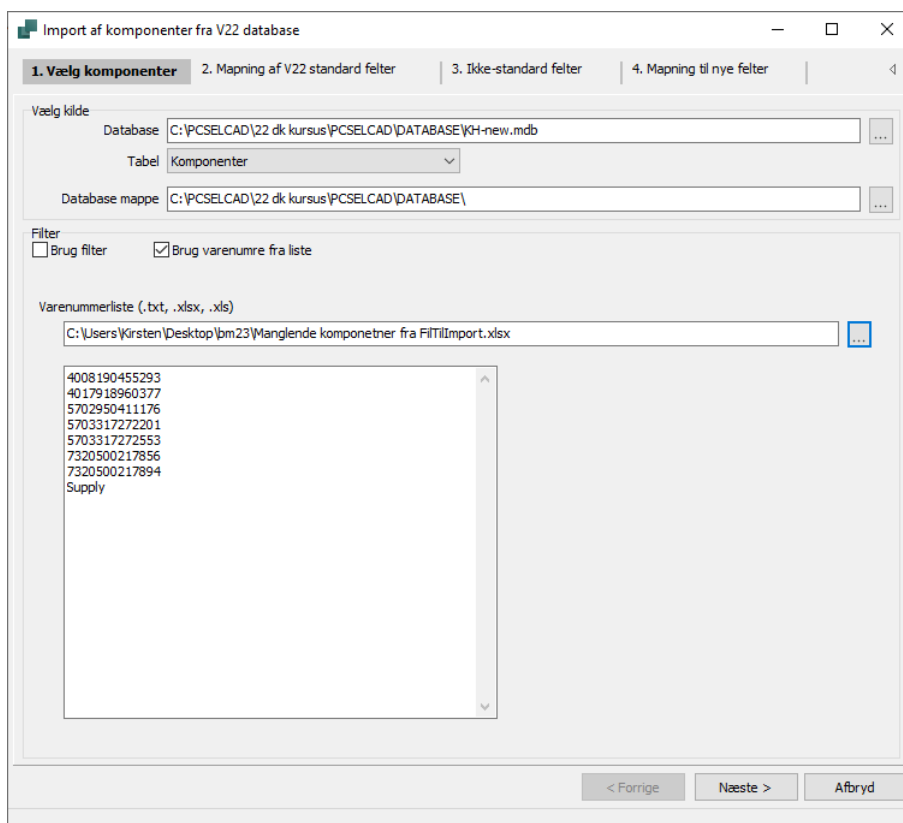 Import af komponenter fra V22 database
1. Vælg komponenter 2. Mapning af V22 standard felter 3. Ikke-standard felter 4. Mapning til nye felter
Vælg kilde
Database C:\PCSELCAD\22 dk kursus\PCSELCAD\DATABASE\KH-new.mdb ...
Tabel Komponenter
Database mappe C:\PCSELCAD\22 dk kursus\PCSELCAD\DATABASE\ ...
Filter
Brug filter Brug varenumre fra liste
Varenummerliste (.txt, .xlsx, .xls)
C:\Users\Kirsten\Desktop\bm23\Manglende komponetner fra FilTilImport.xlsx ...
4008190455293
4017918960377
5702950411176
5703317272201
5703317272553
7320500217856
7320500217894
Supply
< Forrige Næste > Afbryd